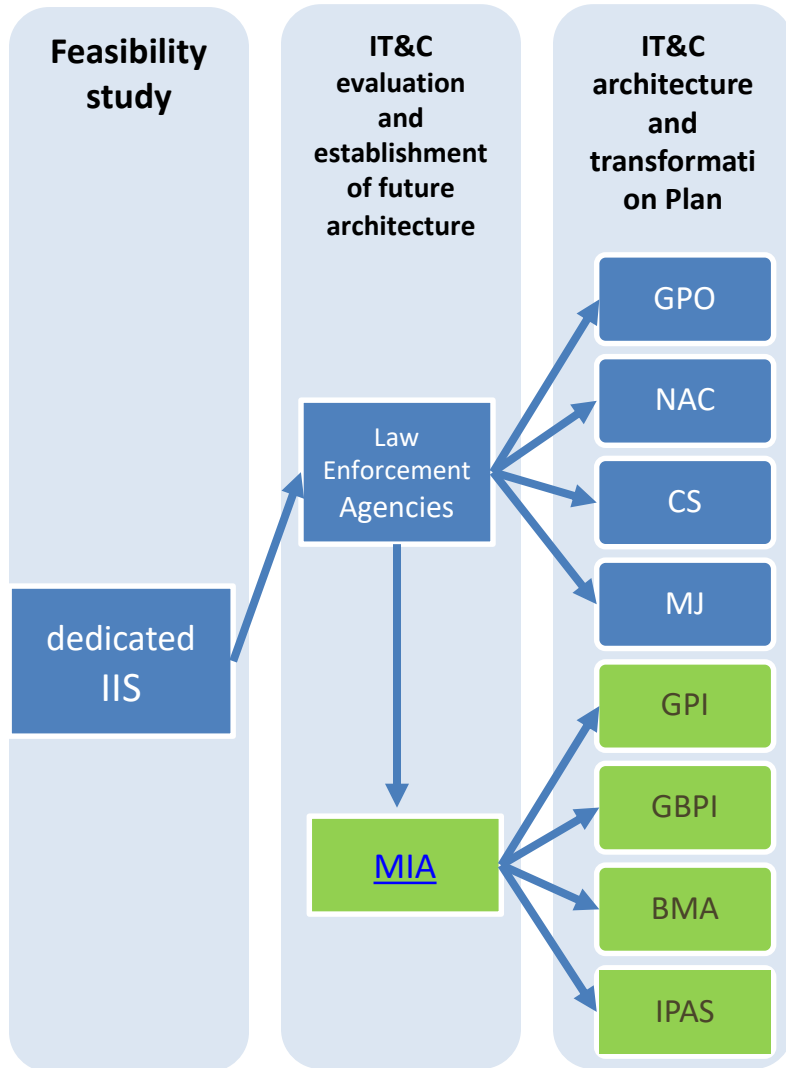 Feasibility
study
IT&C
evaluation
and
establishment
of future
architecture
IT&C
architecture
and
transformati
on Plan
dedicated
IIS
Law
Enforcement
Agencies
MIA
GPO
NAC
CS
MJ
GPI
GBPI
BMA
IPAS